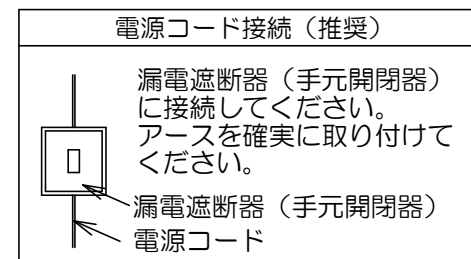 電源コード接続（推奨）
漏電遮断器（手元開閉器）
に接続してください。
アースを確実に取り付けて
ください。
漏電遮断器（手元開閉器）
電源コード